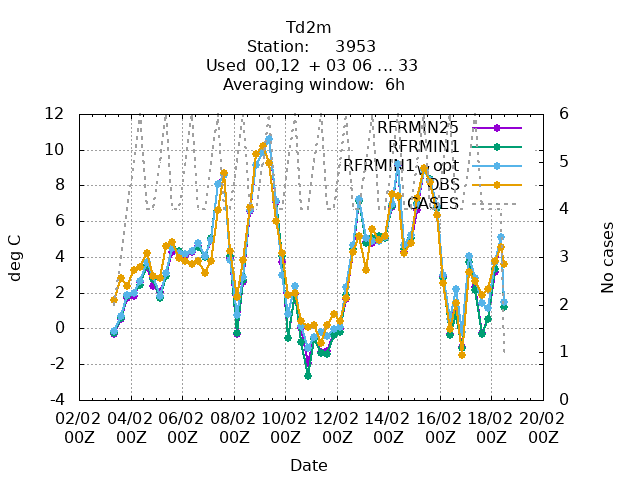 Td2m
Station: 3953
Used 00,12 + 03 06 ... 33
Averaging window: 6h
12 6
RFRMIN25
10 RFRMIN1 5
RFRMIN1_opt
8 OBS
CASES 4
6
4 3
2 2
0
-2 1
-4 0
deg C
No cases
02/02 04/02 06/02 08/02 10/02 12/02 14/02 16/02 18/02 20/02
00Z 00Z 00Z 00Z 00Z 00Z 00Z 00Z 00Z 00Z
Date